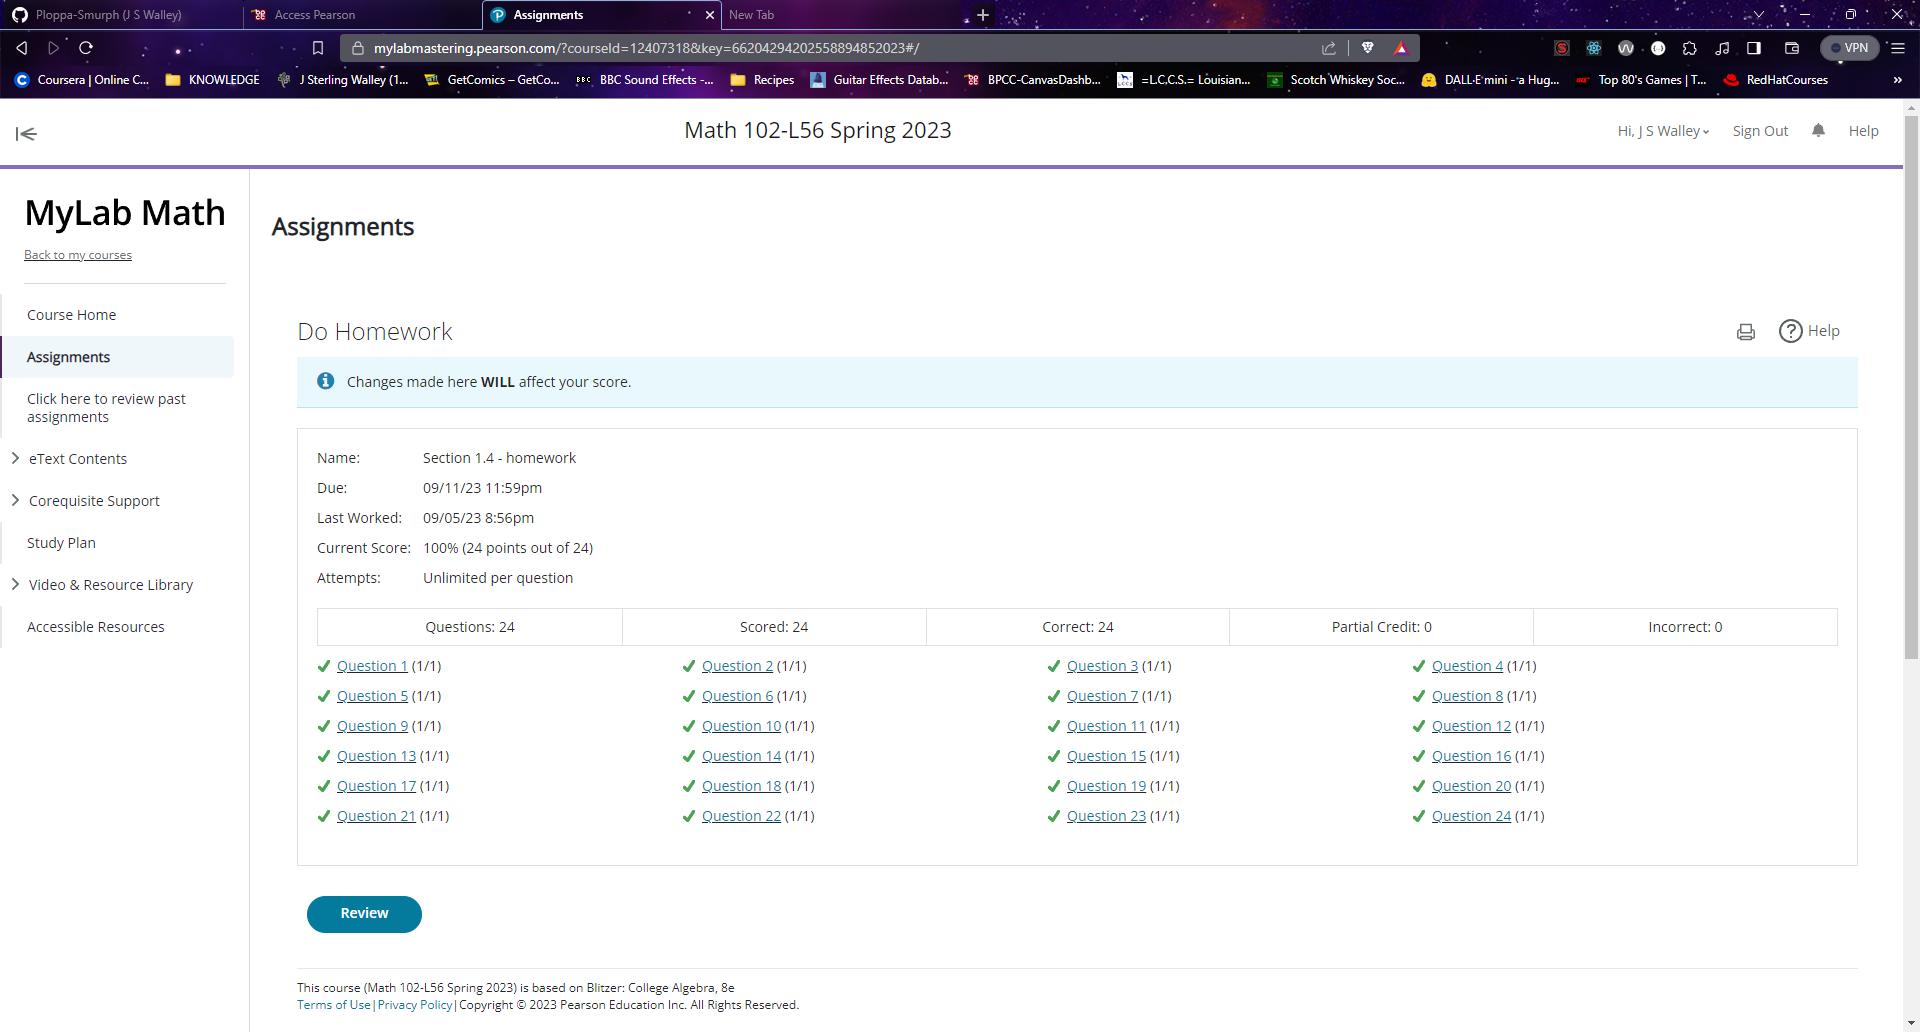 Ploppa-Smurph (J S Walley)
Access Pearson
Assignments
New Tab
mylabmastering.pearson.com/?courseId=12407318&key=66204294202558894852023#/
VPN
Coursera | Online C...
KNOWLEDGE
J Sterling Walley (1...
GetComics – GetCo...
BBC Sound Effects -...
Recipes
Guitar Effects Datab...
BPCC-CanvasDashb...
=L.C,C.S.= Louisian...
Scotch Whiskey Soc...
DALL·E mini - a Hug...
Top 80's Games | T...
RedHatCourses
Math 102-L56 Spring 2023
Hi, J S Walley
Sign Out
Help
MyLab Math
Back to my courses
Course Home
Assignments
Click here to review past
assignments
eText Contents
Corequisite Support
Study Plan
Video & Resource Library
Accessible Resources
Assignments
Do Homework
Help
Changes made here WILL affect your score.
Name: Section 1.4 - homework
Due: 09/11/23 11:59pm
Last Worked: 09/05/23 8:56pm
Current Score: 100% (24 points out of 24)
Attempts: Unlimited per question
Questions: 24 Scored: 24 Correct: 24 Partial Credit: 0 Incorrect: 0
Question 1 (1/1) Question 2 (1/1) Question 3 (1/1) Question 4 (1/1)
Question 5 (1/1) Question 6 (1/1) Question 7 (1/1) Question 8 (1/1)
Question 9 (1/1) Question 10 (1/1) Question 11 (1/1) Question 12 (1/1)
Question 13 (1/1) Question 14 (1/1) Question 15 (1/1) Question 16 (1/1)
Question 17 (1/1) Question 18 (1/1) Question 19 (1/1) Question 20 (1/1)
Question 21 (1/1) Question 22 (1/1) Question 23 (1/1) Question 24 (1/1)
Review
This course (Math 102-L56 Spring 2023) is based on Blitzer: College Algebra, 8e
Terms of Use|Privacy Policy|Copyright © 2023 Pearson Education Inc. All Rights Reserved.